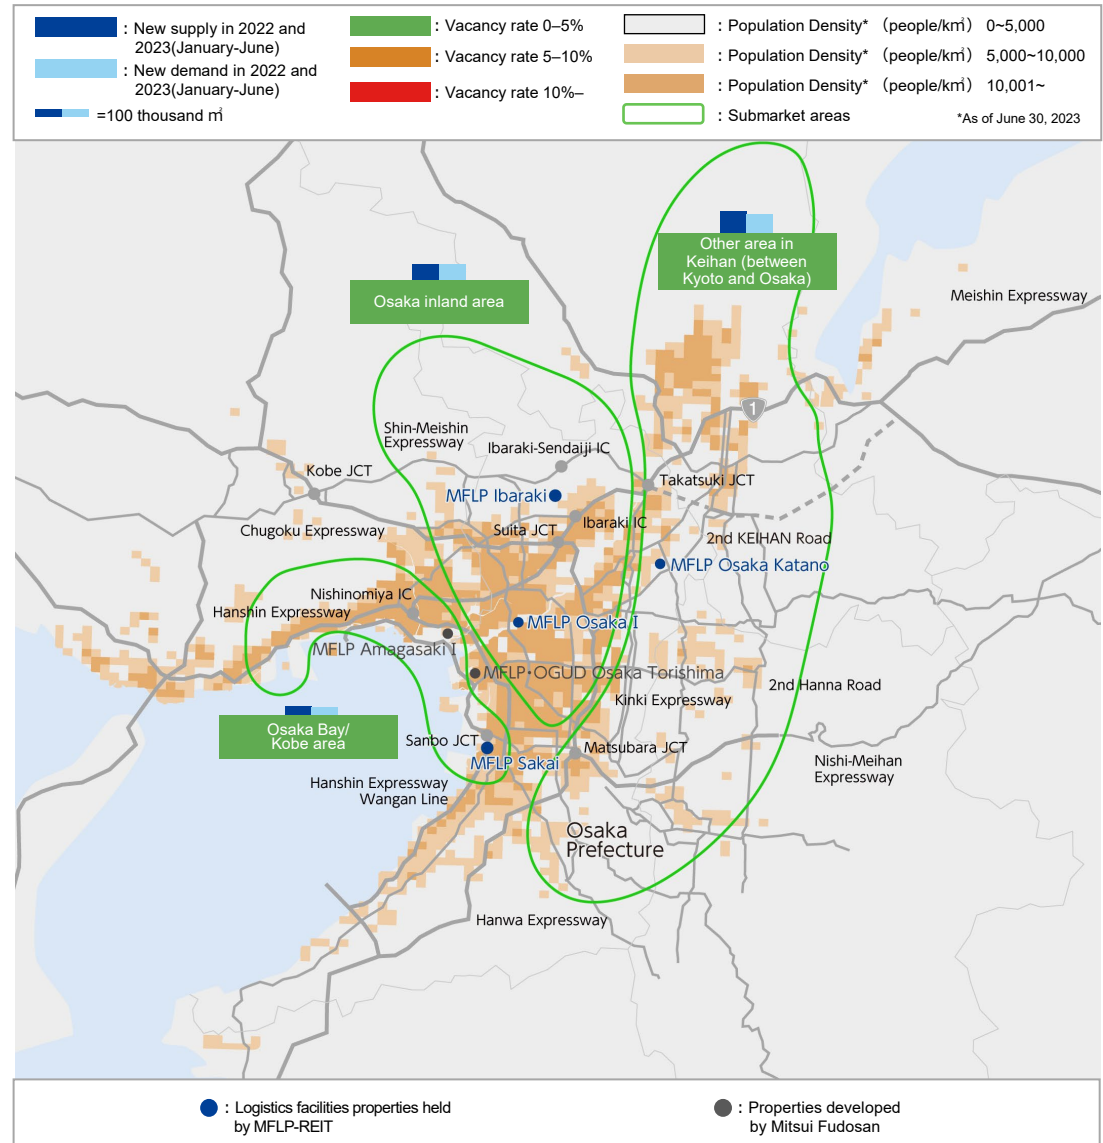 : New supply in 2022 and
2023(January-June)
: New demand in 2022 and
2023(January-June)
=100 thousand ㎡
: Vacancy rate 0–5%
: Vacancy rate 5–10%
: Vacancy rate 10%–
: Population Density* （people/k㎡） 0~5,000
: Population Density* （people/k㎡） 5,000~10,000
: Population Density* （people/k㎡） 10,001~
: Submarket areas
*As of June 30, 2023
Other area in
Keihan (between
Kyoto and Osaka)
Osaka inland area
Meishin Expressway
1
Shin-Meishin
Expressway
Ibaraki-Sendaiji IC
Kobe JCT
Takatsuki JCT
MFLP Ibaraki
Chugoku Expressway
Suita JCT
Ibaraki IC
2nd KEIHAN Road
MFLP Osaka Katano
Nishinomiya IC
Hanshin Expressway
MFLP Osaka I
MFLP Amagasaki I
MFLP・OGUD Osaka Torishima
2nd Hanna Road
Kinki Expressway
Osaka Bay/
Kobe area
Sanbo JCT
Matsubara JCT
MFLP Sakai
Nishi-Meihan
Expressway
Hanshin Expressway
Wangan Line
Osaka
Prefecture
Hanwa Expressway
: Logistics facilities properties held
by MFLP-REIT
: Properties developed
by Mitsui Fudosan